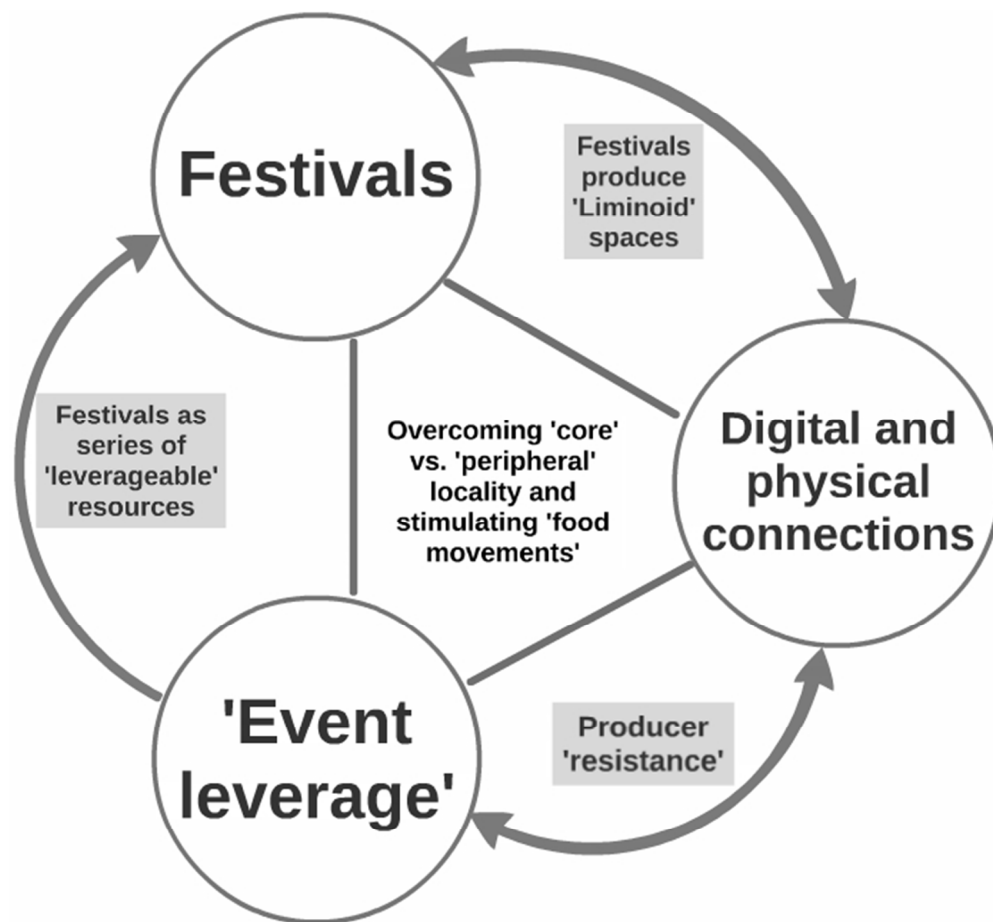 Festivals
Festivals
produce
'Liminoid'
spaces
Festivals as
series of
'leverageable'
resources
Overcoming 'core'
vs. 'peripheral'
locality and
stimulating 'food
movements'
Digital and
physical
connections
'Event
leverage'
Producer
'resistance'